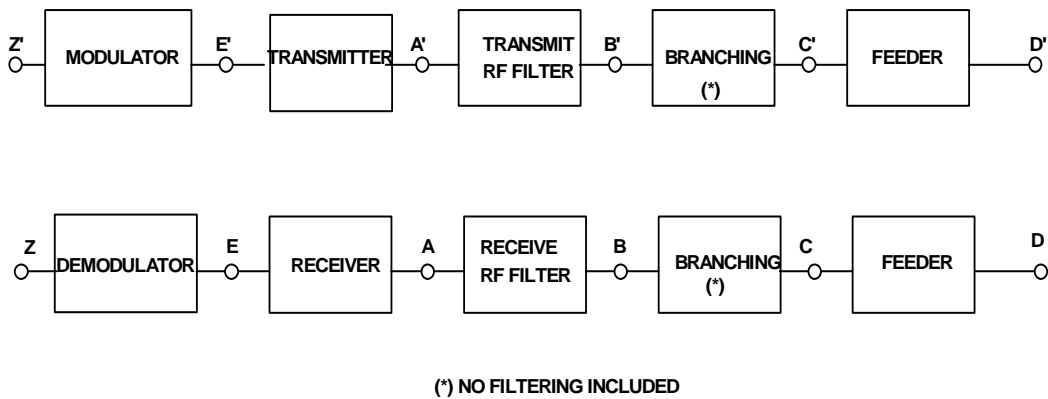 Z'
MODULATOR
E'
TRANSMITTER
A'
TRANSMIT
RF FILTER
B'
BRANCHING
(*)
C'
FEEDER
D'
Z
DEMODULATOR
E
RECEIVER
A
RECEIVE
RF FILTER
B
BRANCHING
(*)
C
FEEDER
D
(*) NO FILTERING INCLUDED